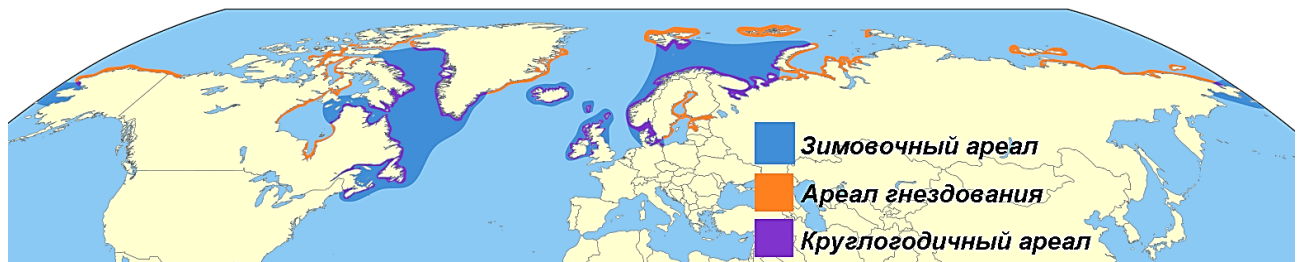 Зимовочный ареал
Ареал гнездования
Круглогодичный ареал